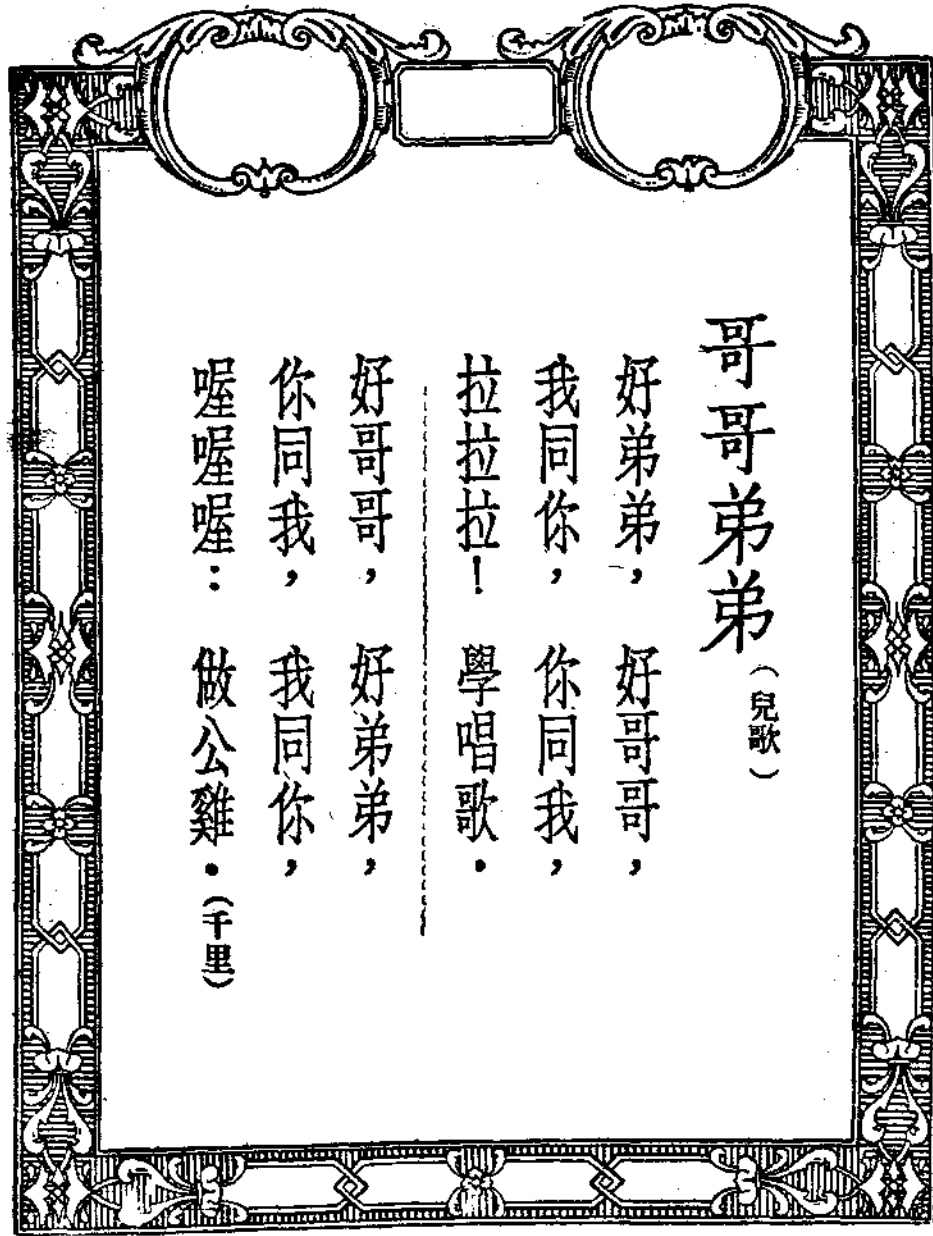 哥哥弟弟(兒歌)
好弟弟, 好哥哥,
我同你, 你同我,
拉拉拉! 學唱歌.
好哥哥, 好弟弟,
你同我, 我同你,
喔喔喔: 做公雞.(千里)